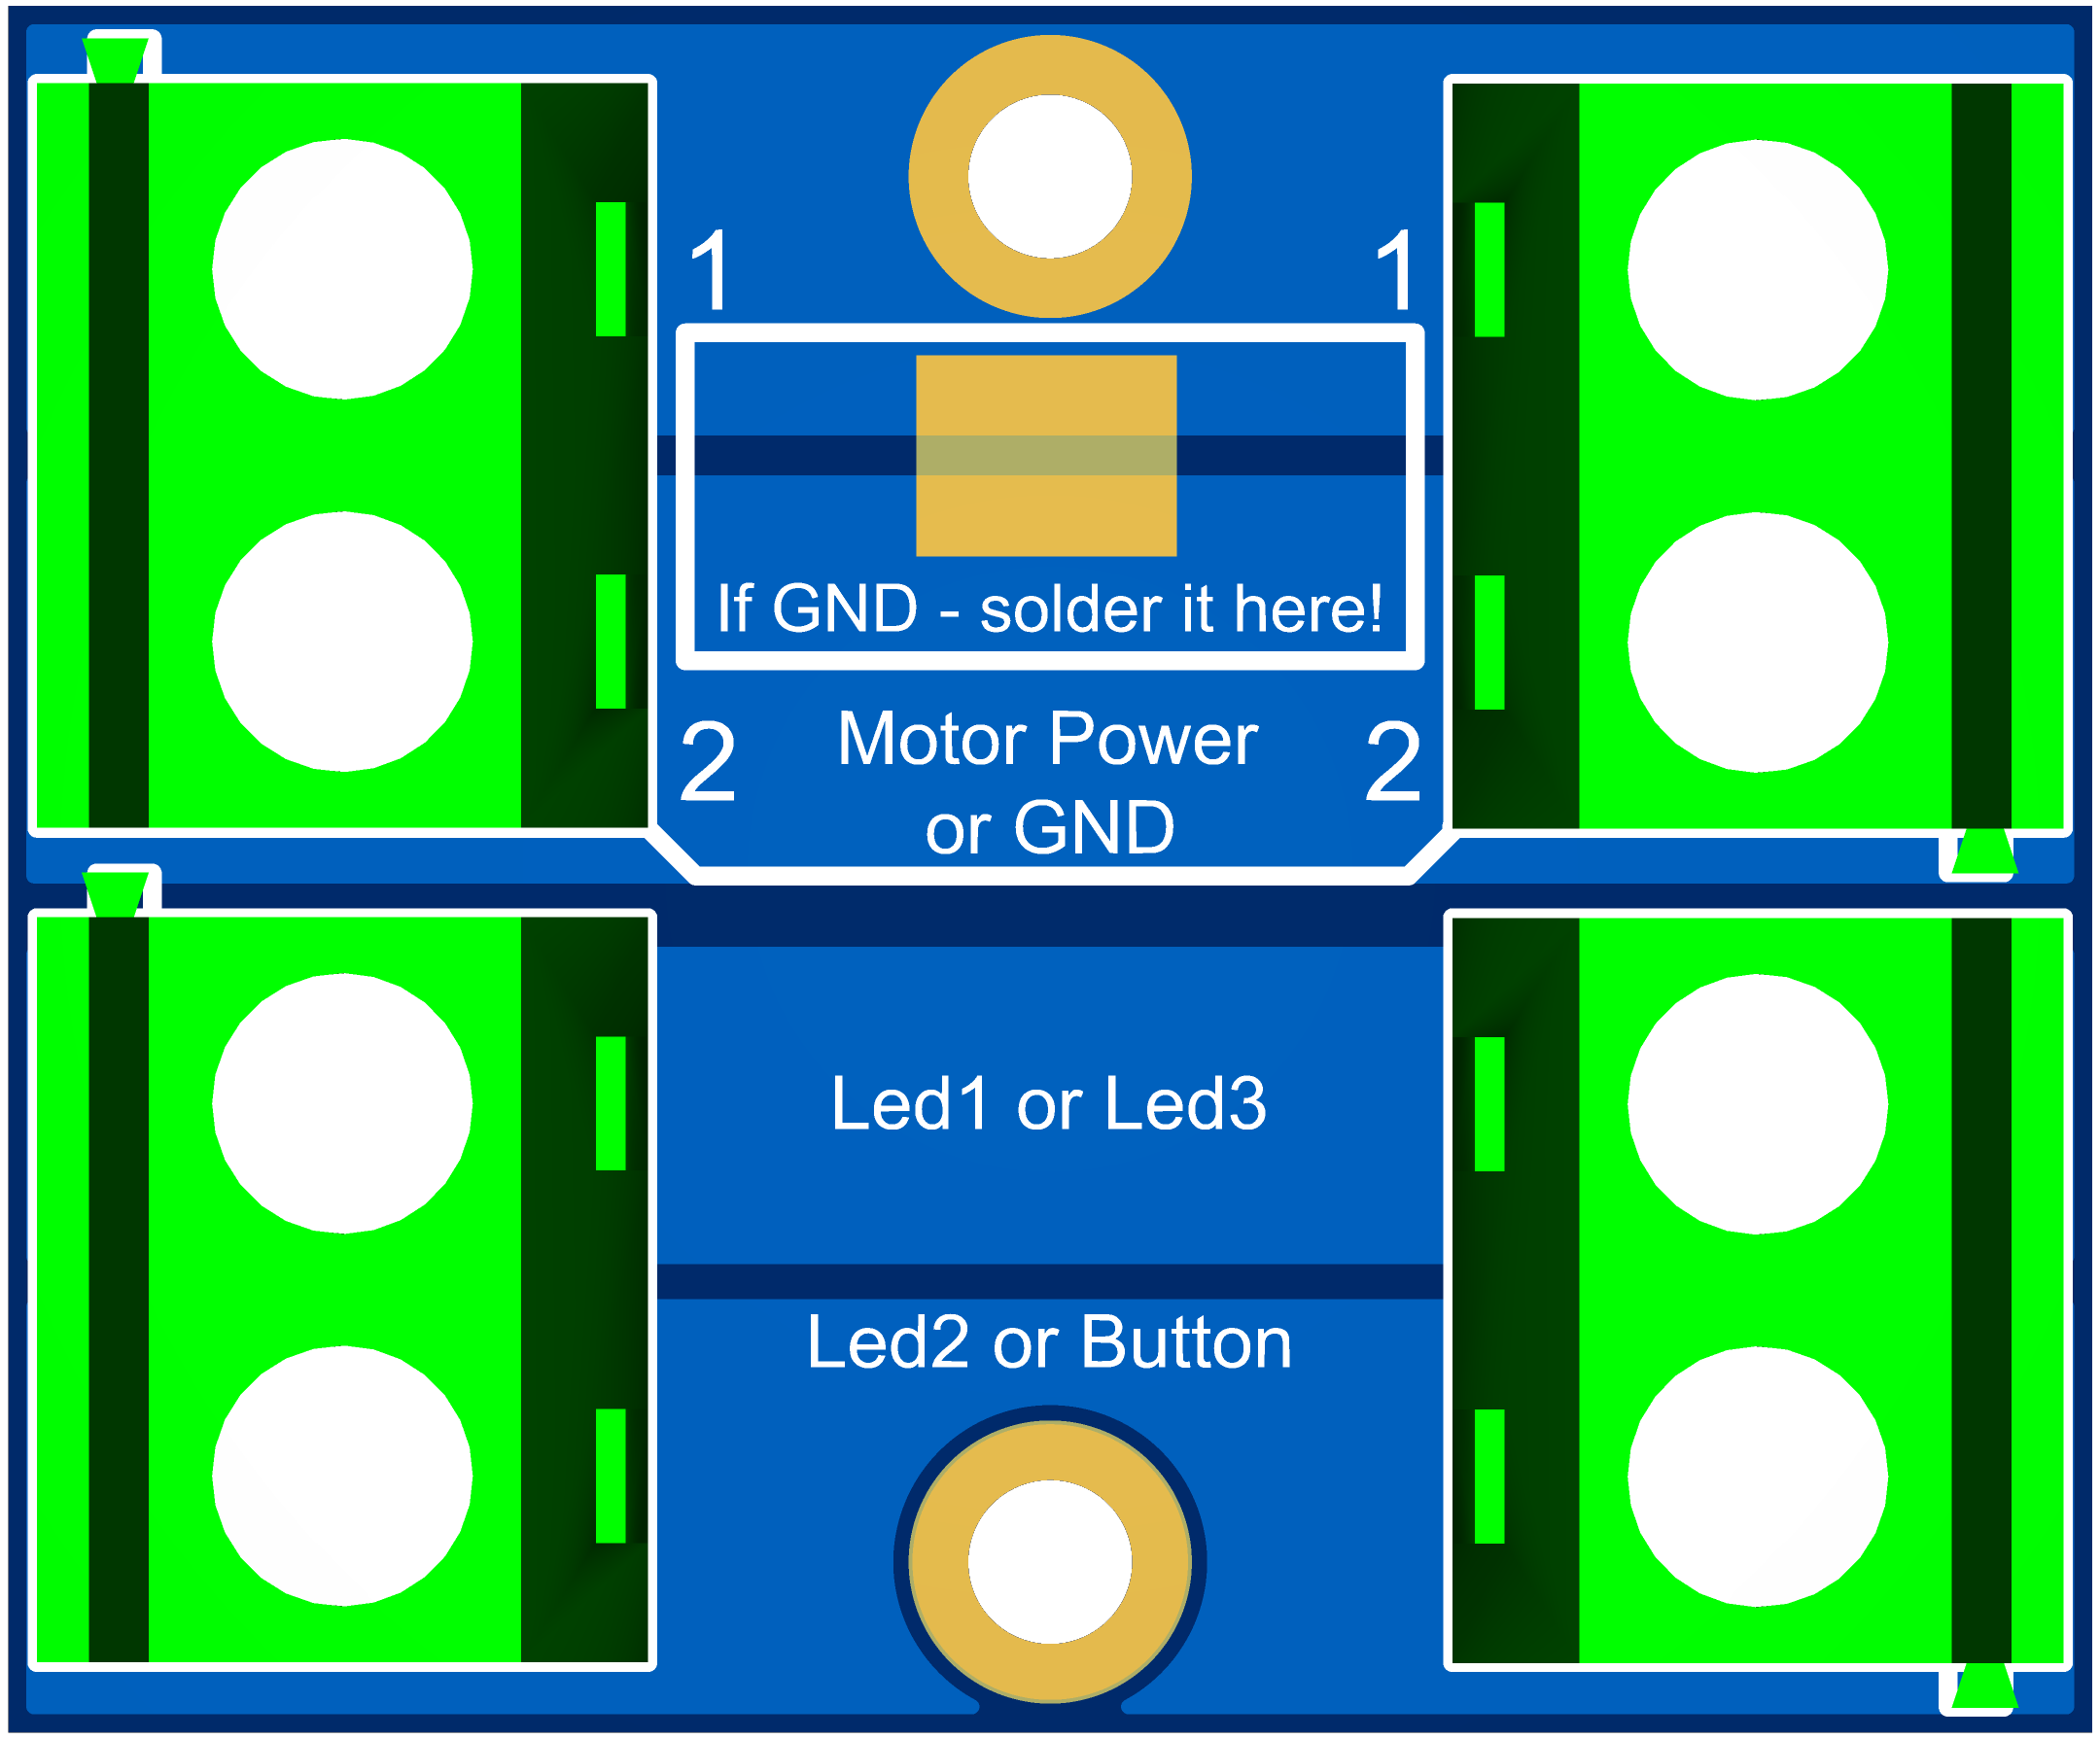 1 1
If GND - solder it here!
2 Motor Power 2
or GND
Led1 or Led3
Led2 or Button